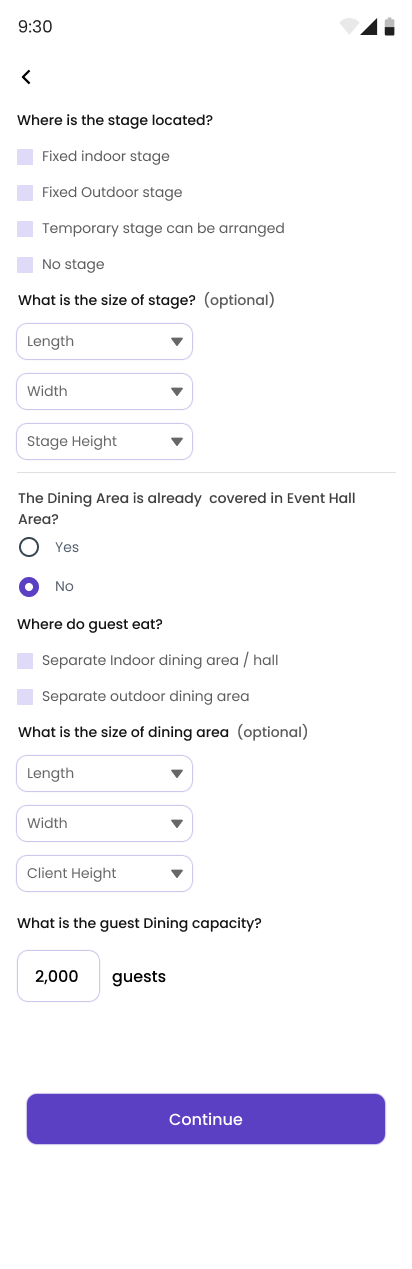 9:30
Where is the stage located?
Fixed indoor stage
Fixed Outdoor stage
Temporary stage can be arranged
No stage
What is the size of stage? (optional)
Length
Width
Stage Height
The Dining Area is already covered in Event Hall
Area?
Yes
No
Where do guest eat?
Separate Indoor dining area / hall
Separate outdoor dining area
What is the size of dining area (optional)
Length
Width
Client Height
What is the guest Dining capacity?
2,000 guests
Continue